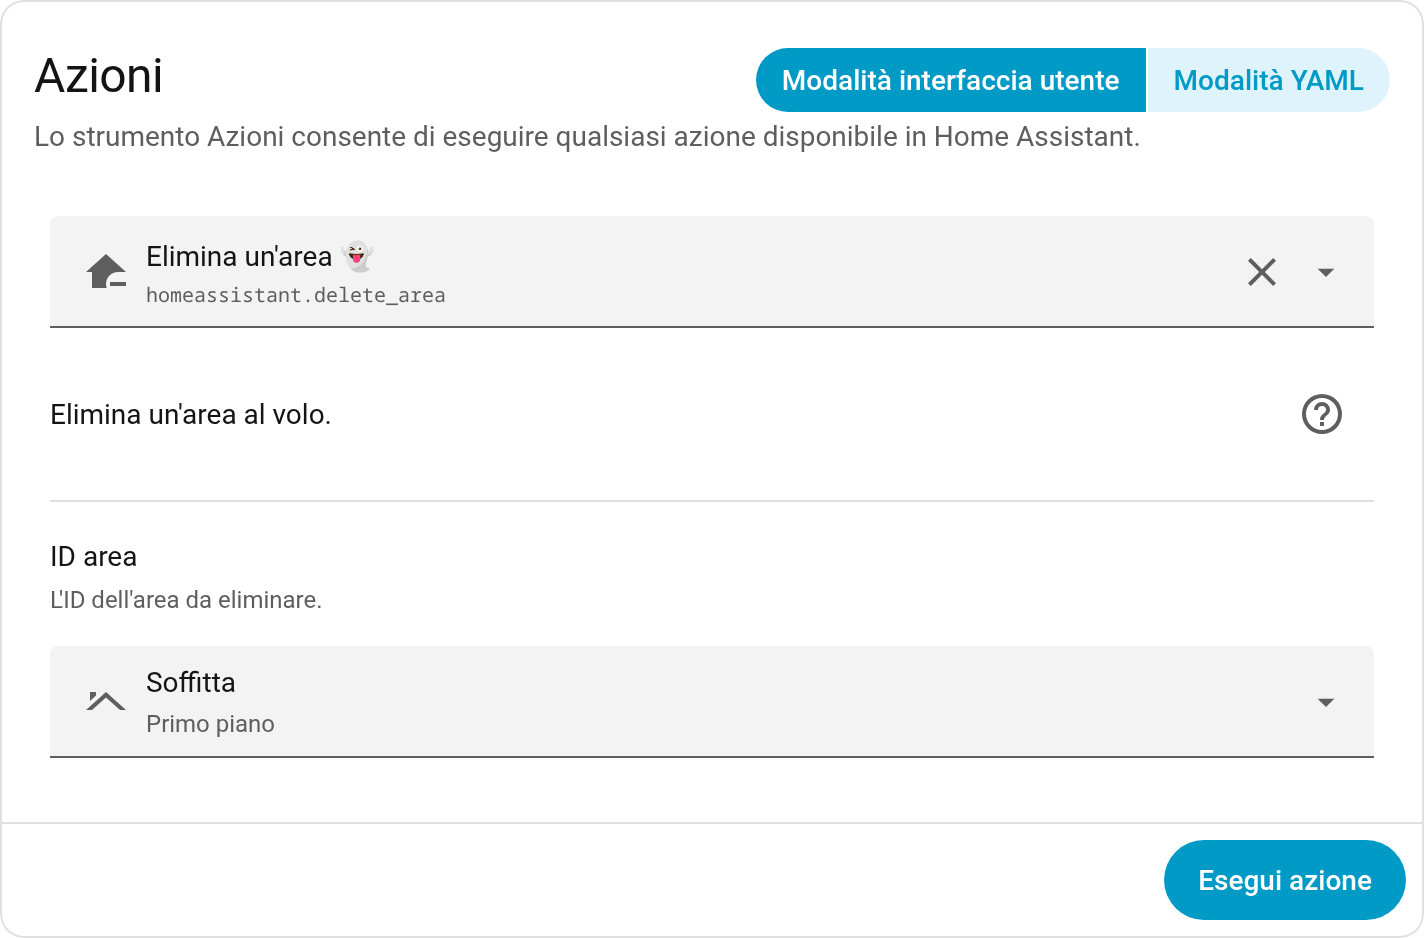 Azioni
Modalità interfaccia utente
Modalità YAML
Lo strumento Azioni consente di eseguire qualsiasi azione disponibile in Home Assistant.
Elimina un'area 👻
homeassistant.delete_area
Elimina un'area al volo.
ID area
L'ID dell'area da eliminare.
Soffitta
Primo piano
Esegui azione